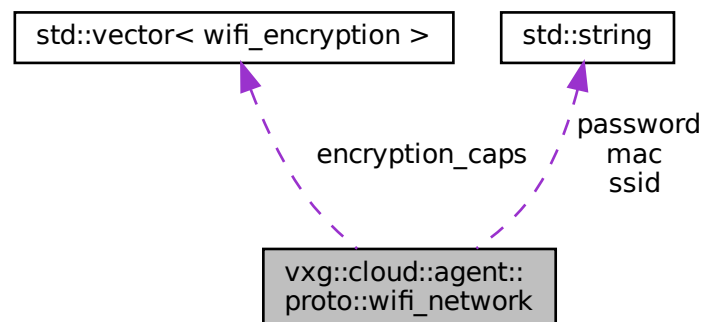 std::vector< wifi_encryption >
std::string
encryption_caps
password
mac
ssid
vxg::cloud::agent::
proto::wifi_network